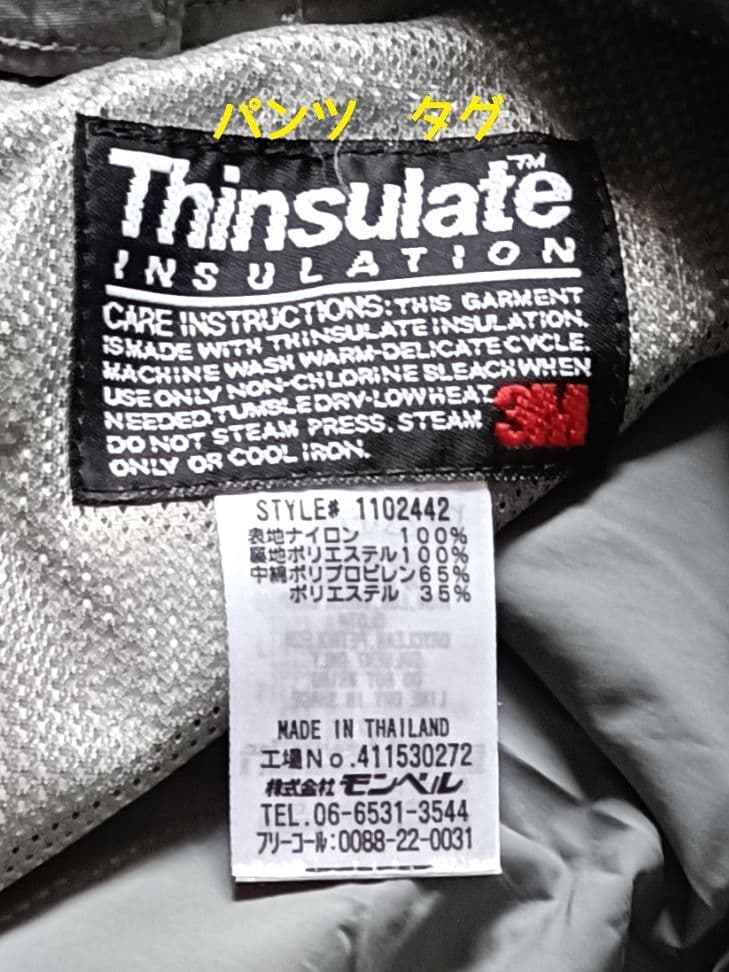 パンツ タグ
Thinsulate™
INSULATION
CARE INSTRUCTIONS: THIS GARMENT
IS MADE WITH THINSULATE INSULATION.
MACHINE WASH WARM-DELICATE CYCLE.
USE ONLY NON-CHLORINE BLEACH WHEN
NEEDED. TUMBLE DRY-LOW HEAT.
DO NOT STEAM PRESS. STEAM
ONLY OR COOL IRON.
3M
STYLE# 1102442
表地ナイロン 100%
裏地ポリエステル100%
中綿ポリプロピレン65%
ポリエステル 35%
MADE IN THAILAND
工場No.411530272
株式会社モンベル
TEL.06-6531-3544
フリーコール:0088-22-0031